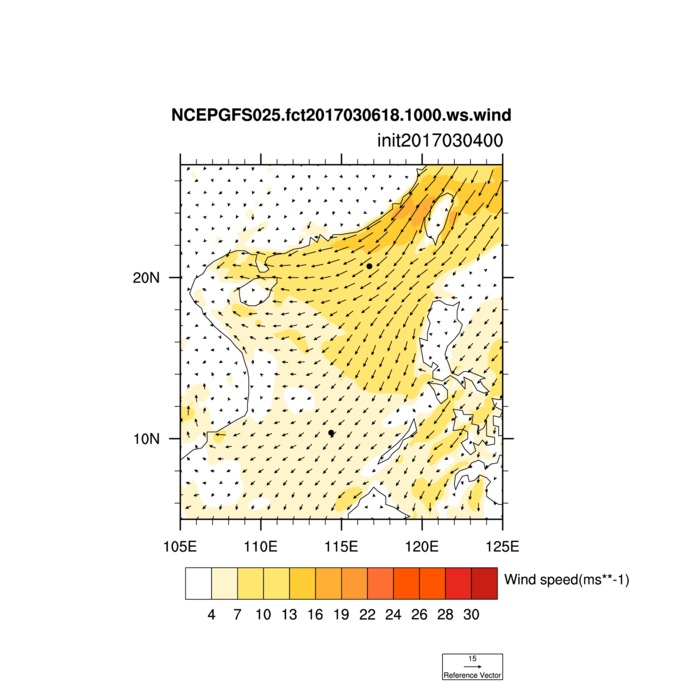 NCEPGFS025.fct2017030618.1000.ws.wind
init2017030400
20N
10N
105E 110E 115E 120E 125E
Wind speed(ms**-1)
4 7 10 13 16 19 22 24 26 28 30
15
Reference Vector